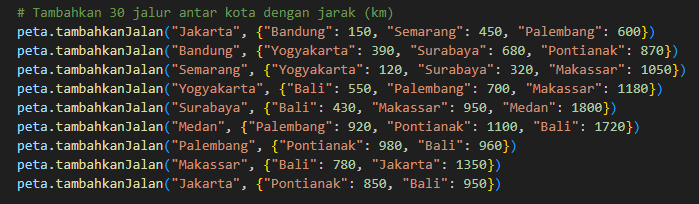 # Tambahkan 30 jalur antar kota dengan jarak (km)
peta.tambahkanJalan("Jakarta", {"Bandung": 150, "Semarang": 450, "Palembang": 600})
peta.tambahkanJalan("Bandung", {"Yogyakarta": 390, "Surabaya": 680, "Pontianak": 870})
peta.tambahkanJalan("Semarang", {"Yogyakarta": 120, "Surabaya": 320, "Makassar": 1050})
peta.tambahkanJalan("Yogyakarta", {"Bali": 550, "Palembang": 700, "Makassar": 1180})
peta.tambahkanJalan("Surabaya", {"Bali": 430, "Makassar": 950, "Medan": 1800})
peta.tambahkanJalan("Medan", {"Palembang": 920, "Pontianak": 1100, "Bali": 1720})
peta.tambahkanJalan("Palembang", {"Pontianak": 980, "Bali": 960})
peta.tambahkanJalan("Makassar", {"Bali": 780, "Jakarta": 1350})
peta.tambahkanJalan("Jakarta", {"Pontianak": 850, "Bali": 950})